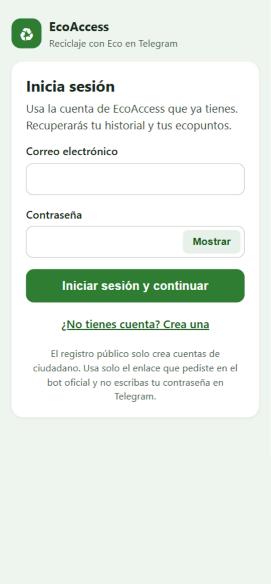 EcoAccess
Reciclaje con Eco en Telegram
Inicia sesión
Usa la cuenta de EcoAccess que ya tienes.
Recuperarás tu historial y tus ecopuntos.
Correo electrónico
Contraseña
Mostrar
Iniciar sesión y continuar
¿No tienes cuenta? Crea una
El registro público solo crea cuentas de
ciudadano. Usa solo el enlace que pediste en el
bot oficial y no escribas tu contraseña en
Telegram.